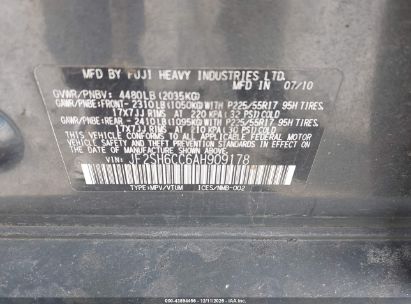 MFD BY FUJI HEAVY INDUSTRIES LTD.
MFD IN 07/10
GVWR/PNBV: 4480LB(2035KG)
GAWR/PNBE: FRONT- 2310LB(1050KG)WITH P225/55R17 95H TIRES.
17X7JJ RIMS AT 220 KPA/ 32 PSI COLD
GAWR/PNBE: REAR - 2410LB(1095KG)WITH P225/55R17 95H TIRES.
17X7JJ RIMS AT 210 KPA/ 30 PSI COLD
THIS VEHICLE CONFORMS TO ALL APPLICABLE FEDERAL MOTOR
VEHICLE SAFETY STANDARDS IN EFFECT ON THE DATE OF
MANUFACTURE SHOWN ABOVE.
VIN: JF2SH6CC6AH909178
TYPE:MPV/VTUM ICES/NMB-002